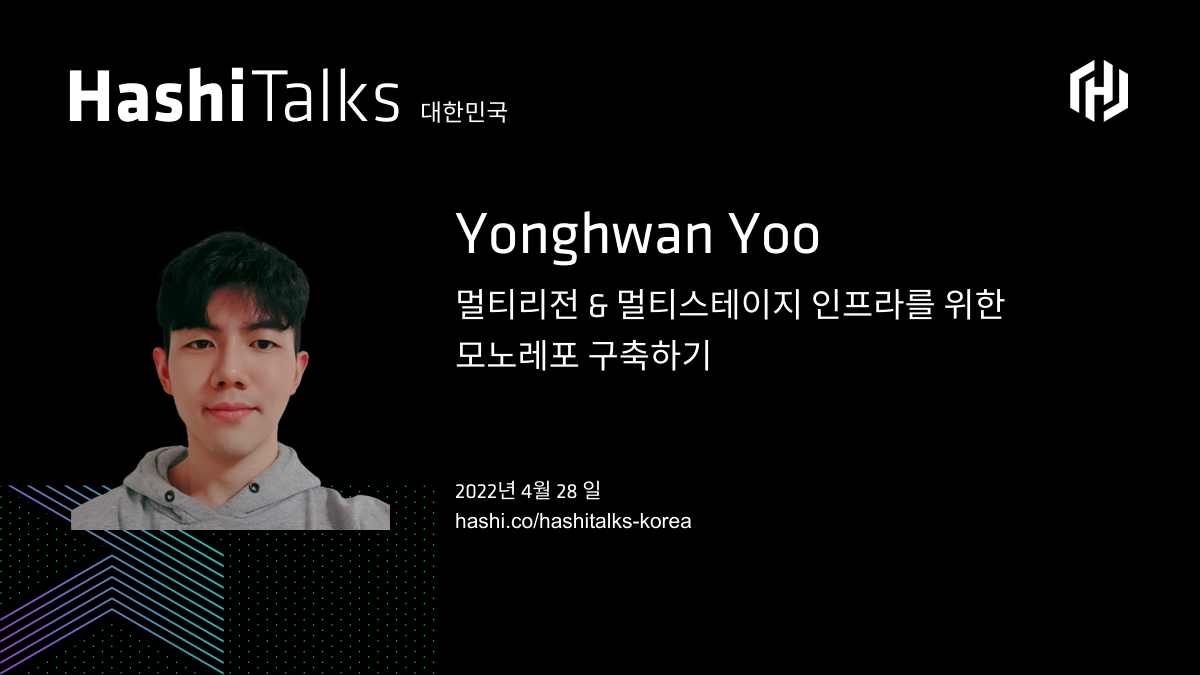 HashiTalks 대한민국
Yonghwan Yoo
멀티리전 & 멀티스테이지 인프라를 위한
모노레포 구축하기
2022년 4월 28 일
hashi.co/hashitalks-korea